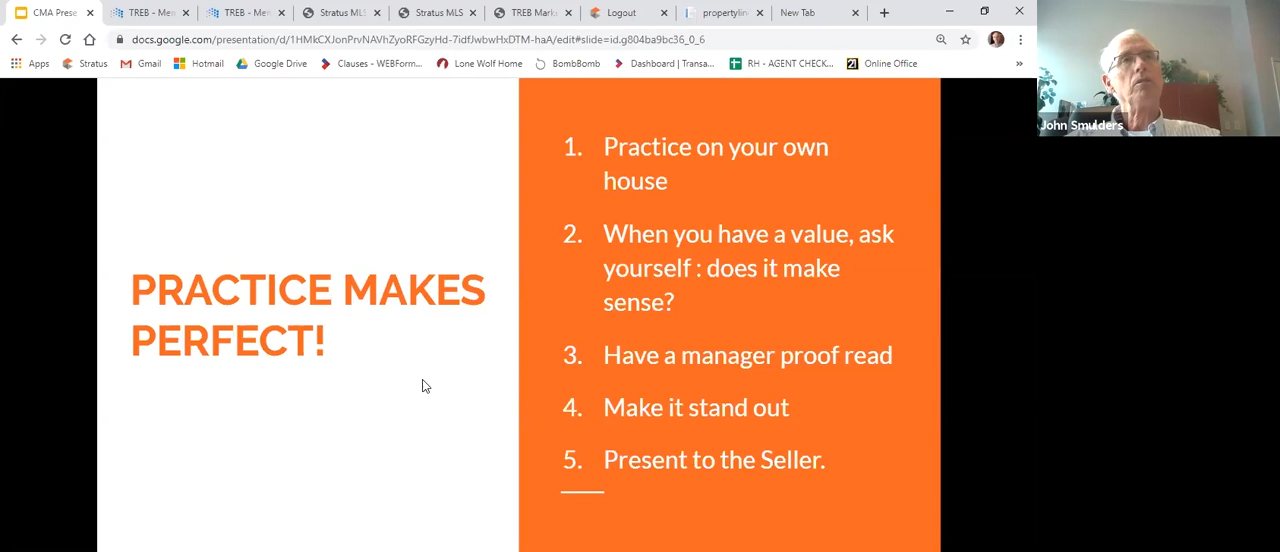 CMA Prese
TREB - Mem
TREB - Mem
Stratus MLS
Stratus MLS
TREB Mark
Logout
propertylin
New Tab
docs.google.com/presentation/d/1HMkCXJonPrvNAVhZyoRFGzyHd-7idfJwbwHxDTM-haA/edit#slide=id.g804ba9bc36_0_6
Apps
Stratus
Gmail
Hotmail
Google Drive
Clauses - WEBForm...
Lone Wolf Home
BombBomb
Dashboard | Transa...
RH - AGENT CHECK...
21
Online Office
»
John Smulders
PRACTICE MAKES
PERFECT!
1. Practice on your own
house
2. When you have a value, ask
yourself : does it make
sense?
3. Have a manager proof read
4. Make it stand out
5. Present to the Seller.